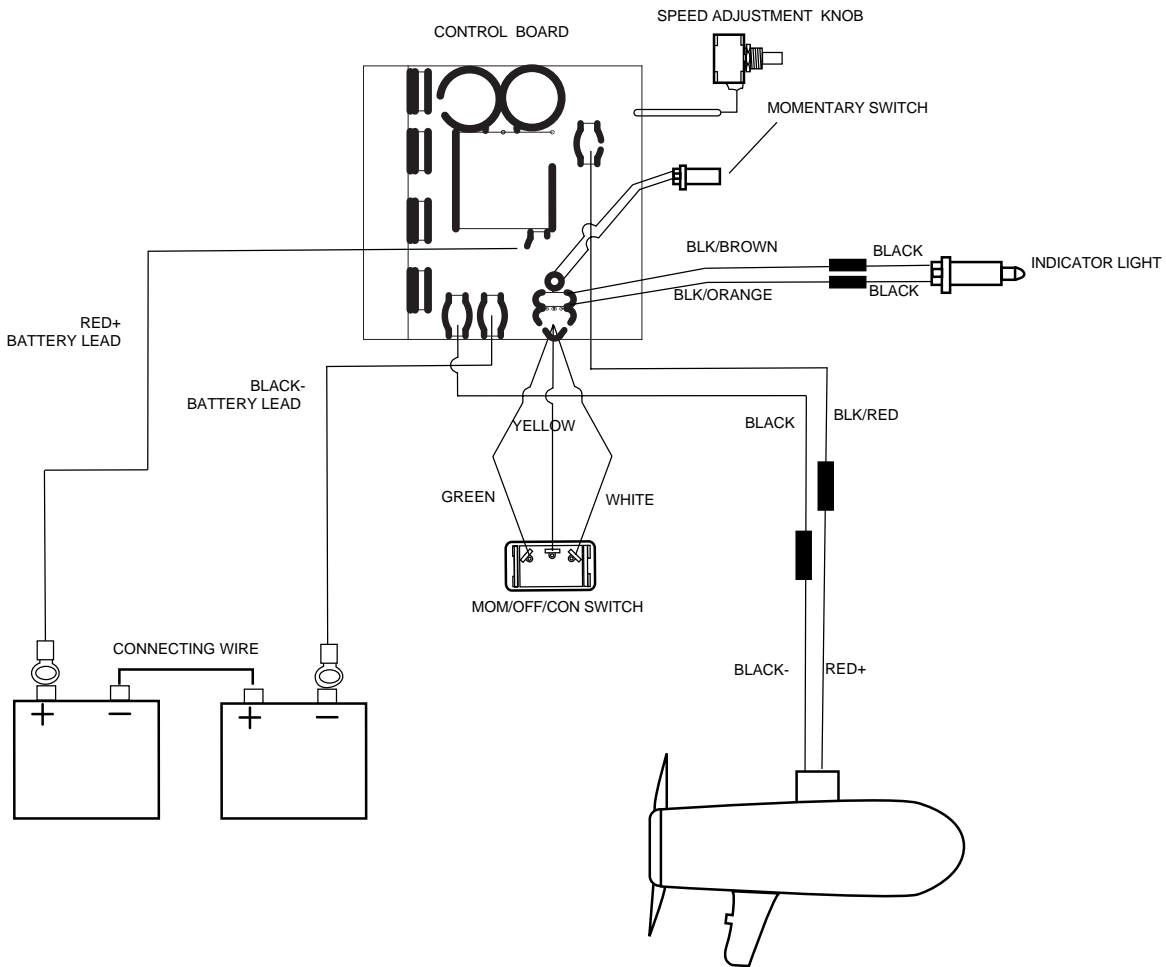 SPEED ADJUSTMENT KNOB
CONTROL BOARD
MOMENTARY SWITCH
BLK/BROWN
BLACK
INDICATOR LIGHT
BLK/ORANGE
BLACK
RED+
BATTERY LEAD
BLACK-
BATTERY LEAD
YELLOW
BLACK
BLK/RED
GREEN
WHITE
MOM/OFF/CON SWITCH
CONNECTING WIRE
BLACK-
RED+
+
−
+
−